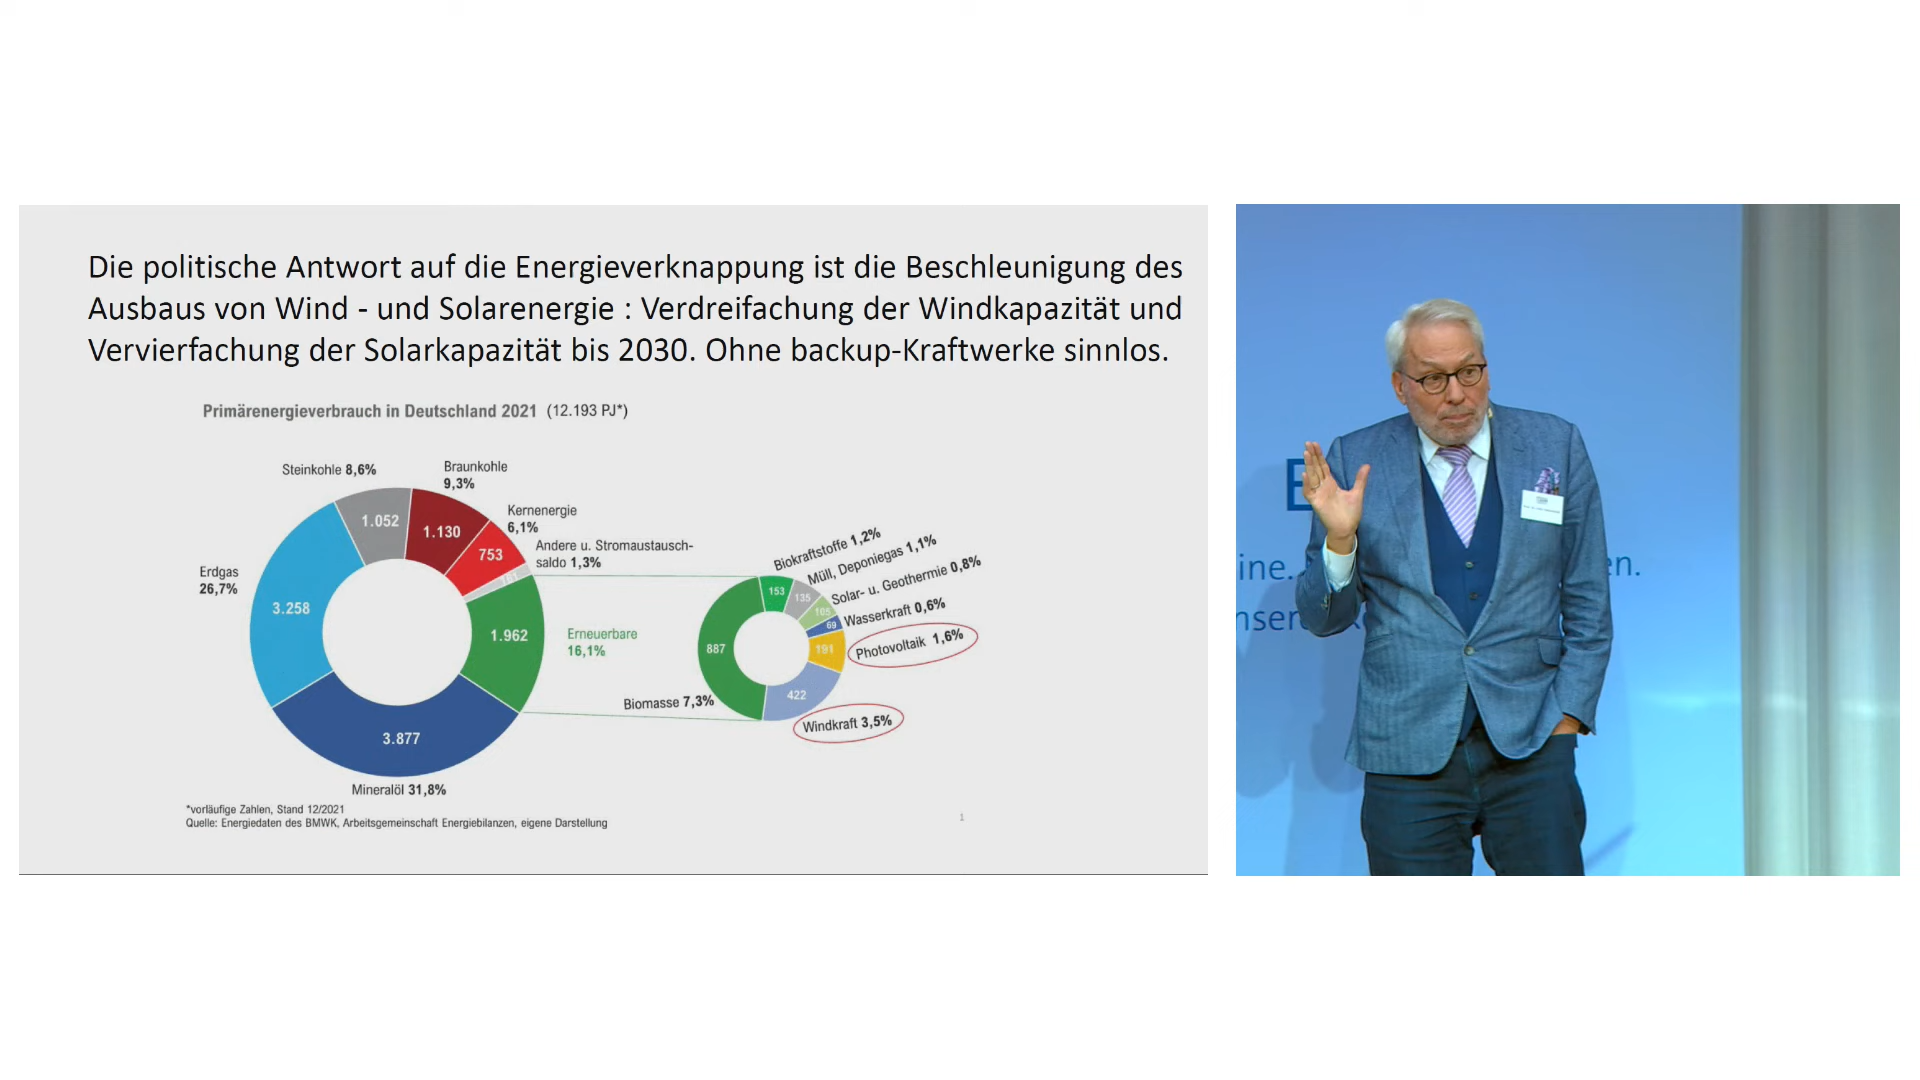 Die politische Antwort auf die Energieverknappung ist die Beschleunigung des
Ausbaus von Wind - und Solarenergie : Verdreifachung der Windkapazität und
Vervierfachung der Solarkapazität bis 2030. Ohne backup-Kraftwerke sinnlos.
Primärenergieverbrauch in Deutschland 2021 (12.193 PJ*)
Steinkohle 8,6%
Braunkohle
9,3%
Kernenergie
6,1%
Andere u. Stromaustausch-
saldo 1,3%
Erdgas
26,7%
1.052
1.130
753
3.258
1.962
3.877
Erneuerbare
16,1%
Mineralöl 31,8%
Biokraftstoffe 1,2%
Müll, Deponiegas 1,1%
Solar- u. Geothermie 0,8%
Wasserkraft 0,6%
Photovoltaik 1,6%
Windkraft 3,5%
Biomasse 7,3%
153
135
105
69
191
422
887
*vorläufige Zahlen, Stand 12/2021
Quelle: Energiedaten des BMWK, Arbeitsgemeinschaft Energiebilanzen, eigene Darstellung
1
E
ine.
en.
nser